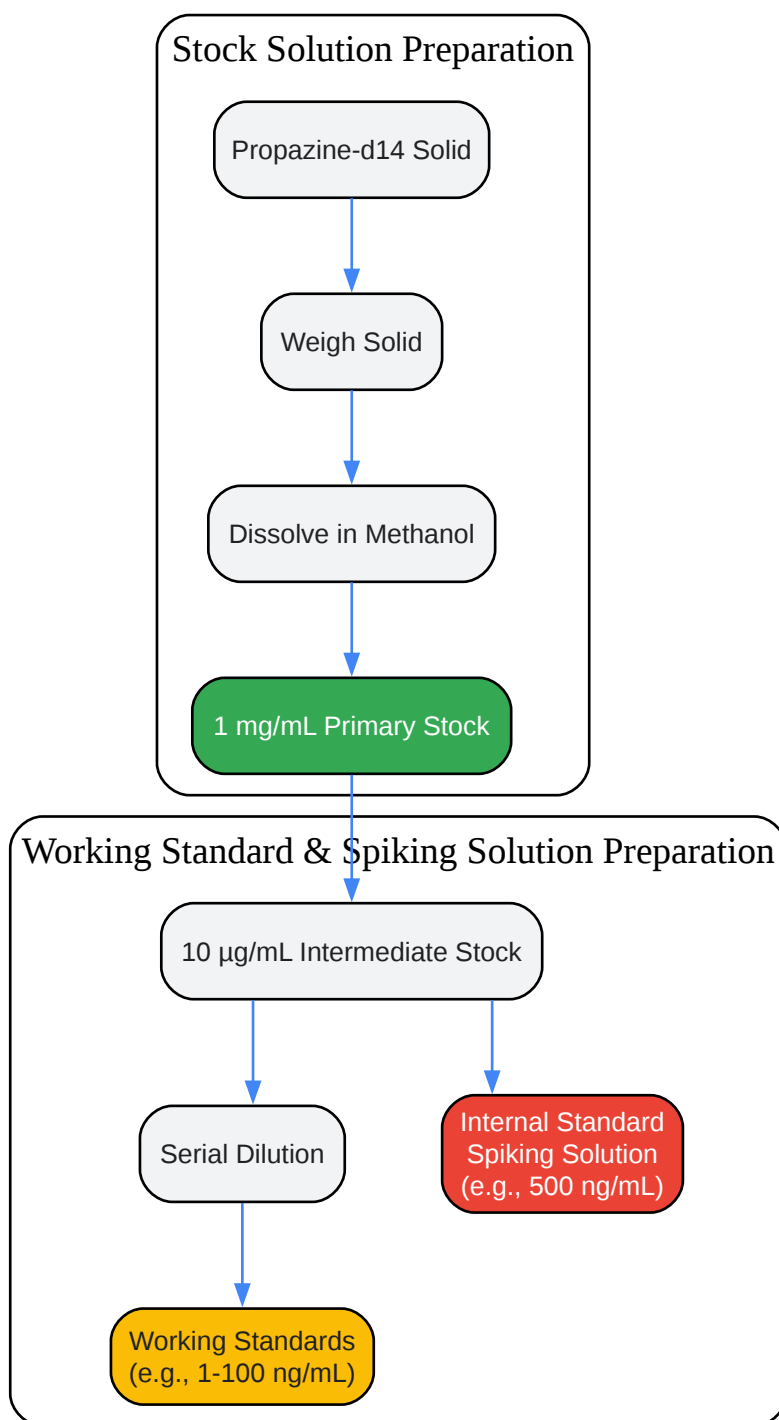 Stock Solution Preparation
Propazine-d14 Solid
Weigh Solid
Dissolve in Methanol
1 mg/mL Primary Stock
Working Standard & Spiking Solution Preparation
10 µg/mL Intermediate Stock
Serial Dilution
Internal Standard
Spiking Solution
(e.g., 500 ng/mL)
Working Standards
(e.g., 1-100 ng/mL)